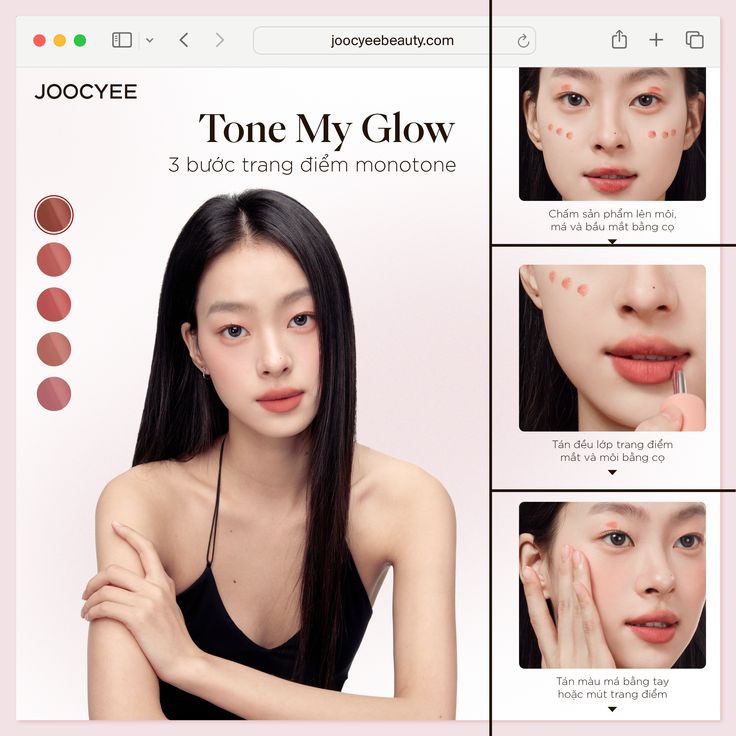 joocyeebeauty.com
JOOCYEE
Tone My Glow
3 bước trang điểm monotone
Chấm sản phẩm lên môi,
má và bầu mắt bằng cọ
Tán đều lớp trang điểm
mắt và môi bằng cọ
Tán màu má bằng tay
hoặc mút trang điểm